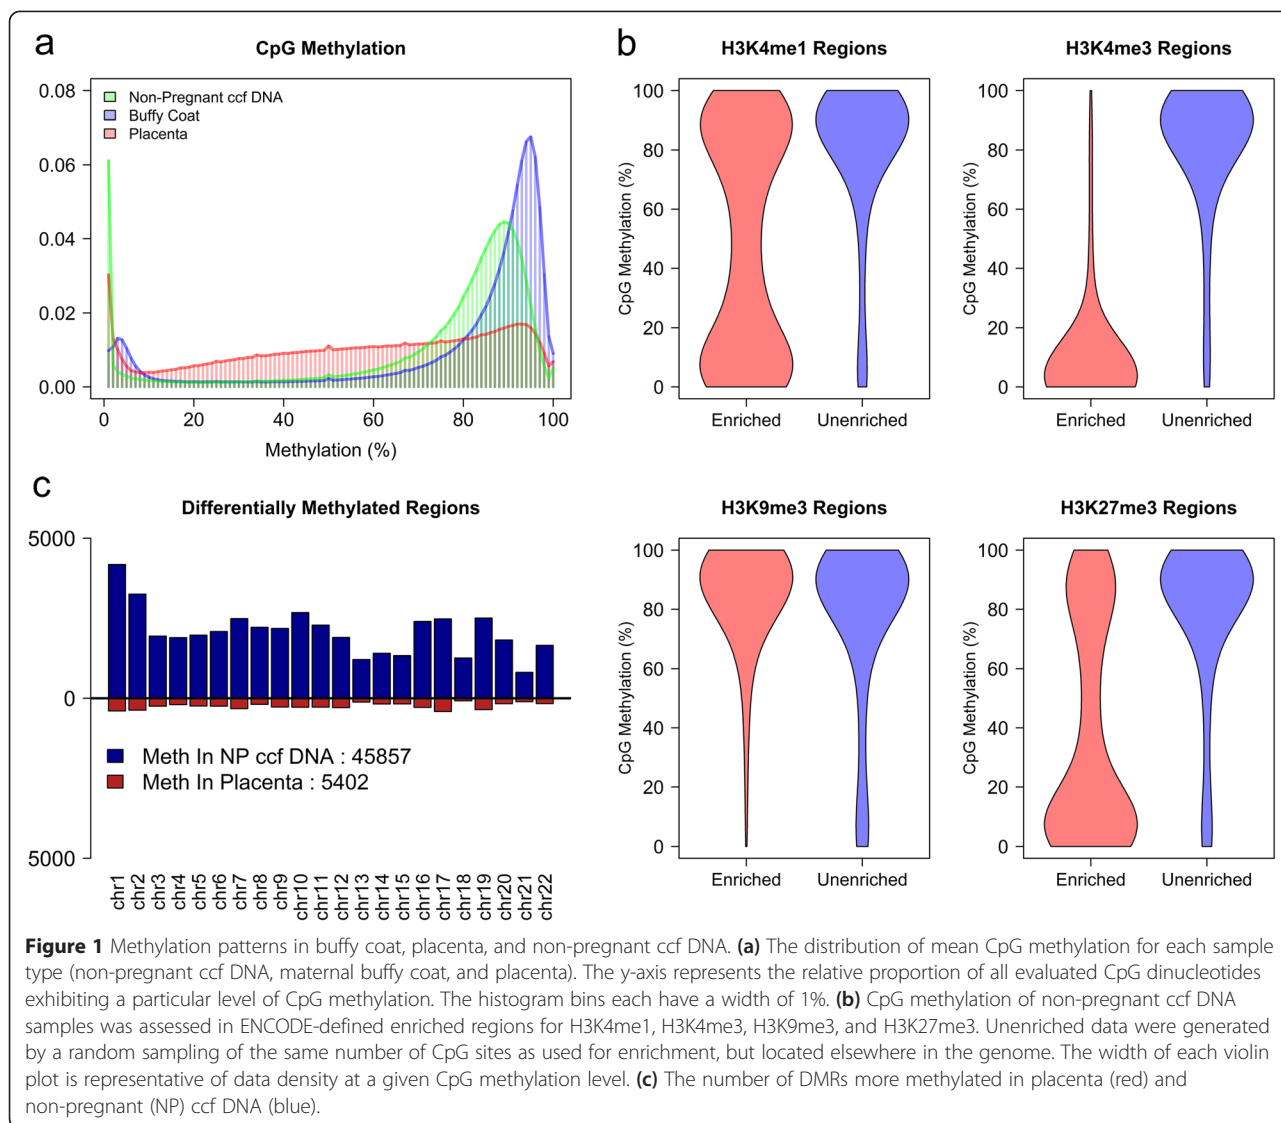 a
CpG Methylation
0.08
0.06
0.04
0.02
0.00
Non-Pregnant ccf DNA
Buffy Coat
Placenta
0 20 40 60 80 100
Methylation (%)
b
H3K4me1 Regions
CpG Methylation (%)
100
80
60
40
20
0
Enriched Unenriched
H3K4me3 Regions
CpG Methylation (%)
100
80
60
40
20
0
Enriched Unenriched
H3K9me3 Regions
CpG Methylation (%)
100
80
60
40
20
0
Enriched Unenriched
H3K27me3 Regions
CpG Methylation (%)
100
80
60
40
20
0
Enriched Unenriched
c
Differentially Methylated Regions
5000
0
5000
Meth In NP ccf DNA : 45857
Meth In Placenta : 5402
chr1
chr2
chr3
chr4
chr5
chr6
chr7
chr8
chr9
chr10
chr11
chr12
chr13
chr14
chr15
chr16
chr17
chr18
chr19
chr20
chr21
chr22
Figure 1 Methylation patterns in buffy coat, placenta, and non-pregnant ccf DNA. (a) The distribution of mean CpG methylation for each sample
type (non-pregnant ccf DNA, maternal buffy coat, and placenta). The y-axis represents the relative proportion of all evaluated CpG dinucleotides
exhibiting a particular level of CpG methylation. The histogram bins each have a width of 1%. (b) CpG methylation of non-pregnant ccf DNA
samples was assessed in ENCODE-defined enriched regions for H3K4me1, H3K4me3, H3K9me3, and H3K27me3. Unenriched data were generated
by a random sampling of the same number of CpG sites as used for enrichment, but located elsewhere in the genome. The width of each violin
plot is representative of data density at a given CpG methylation level. (c) The number of DMRs more methylated in placenta (red) and
non-pregnant (NP) ccf DNA (blue).